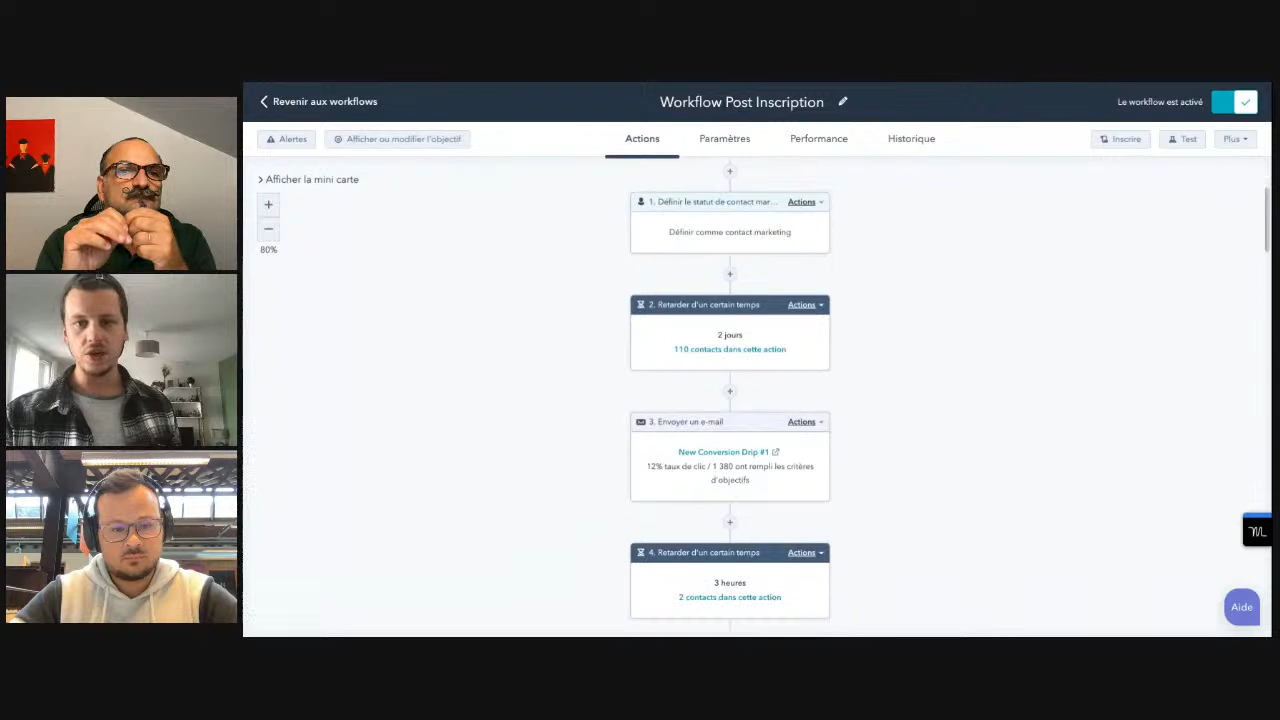 Revenir aux workflows
Workflow Post Inscription
Le workflow est activé
Alertes
Afficher ou modifier l'objectif
Actions
Paramètres
Performance
Historique
Inscrire
Test
Plus
Afficher la mini carte
80%
1. Définir le statut de contact mar... Actions
Définir comme contact marketing
2. Retarder d'un certain temps Actions
2 jours
110 contacts dans cette action
3. Envoyer un e-mail Actions
New Conversion Drip #1
12% taux de clic / 1 380 ont rempli les critères
d'objectifs
4. Retarder d'un certain temps Actions
3 heures
2 contacts dans cette action
Aide